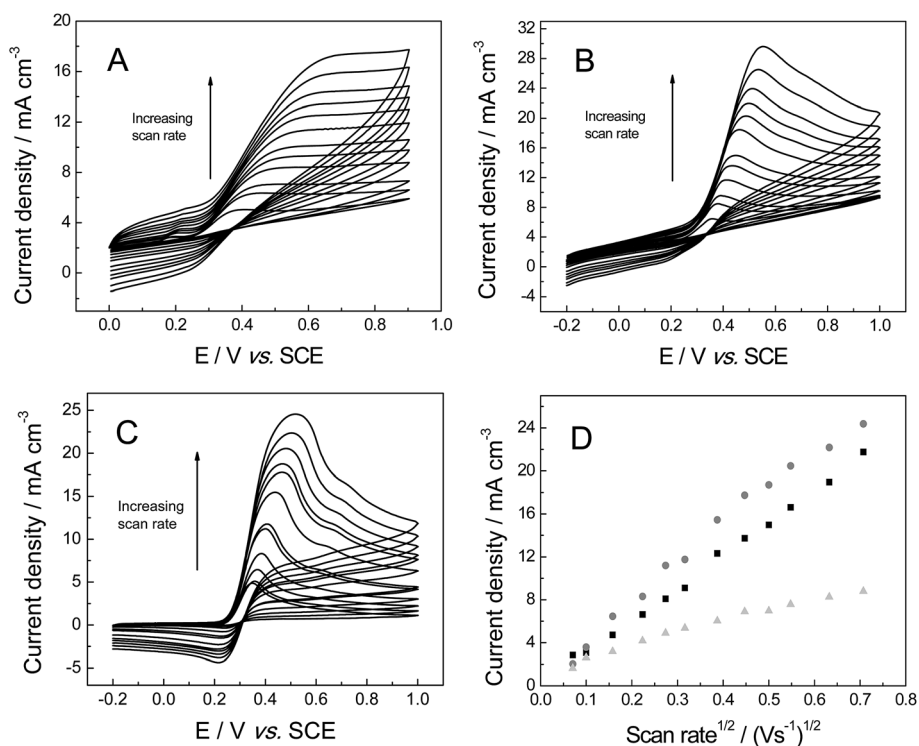 A
Increasing
scan rate
Current density / mA cm-3
20
16
12
8
4
0
0.0 0.2 0.4 0.6 0.8 1.0
E / V vs. SCE
B
Increasing
scan rate
Current density / mA cm-3
32
28
24
20
16
12
8
4
0
-4
-0.2 0.0 0.2 0.4 0.6 0.8 1.0
E / V vs. SCE
C
Increasing
scan rate
Current density / mA cm-3
25
20
15
10
5
0
-5
-0.2 0.0 0.2 0.4 0.6 0.8 1.0
E / V vs. SCE
D
Current density / mA cm-3
24
20
16
12
8
4
0
0.0 0.1 0.2 0.3 0.4 0.5 0.6 0.7 0.8
Scan rate1/2 / (Vs-1)1/2